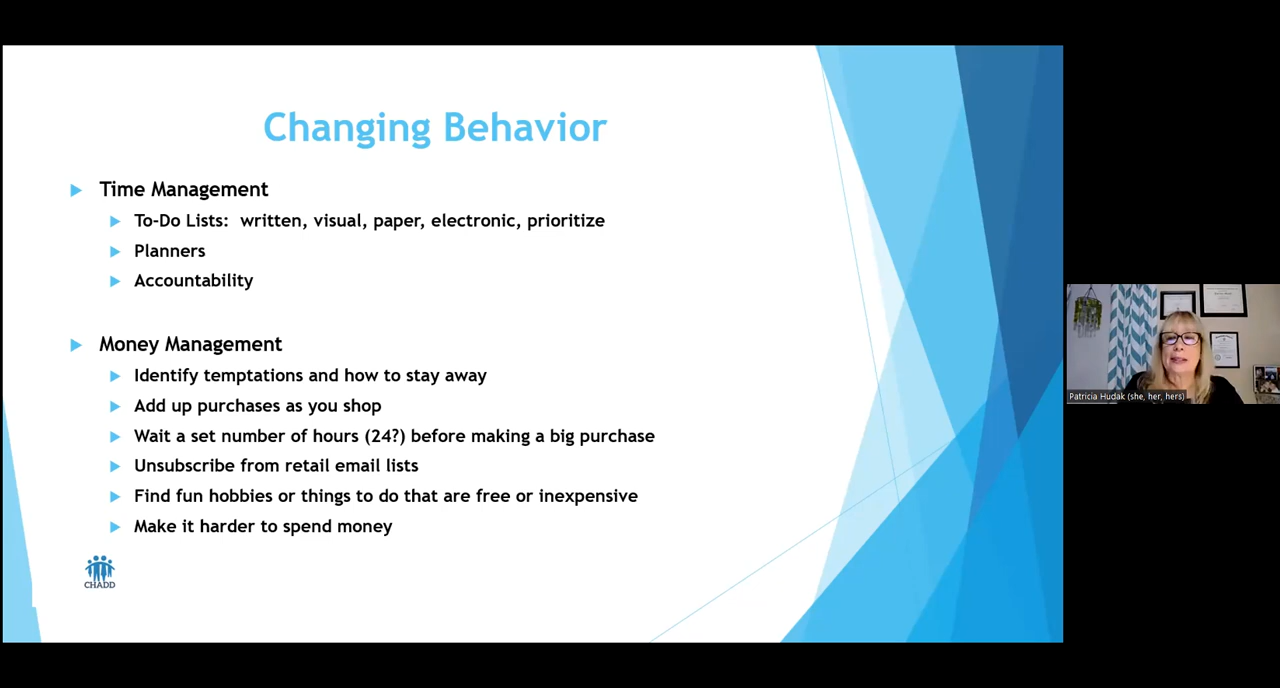 Changing Behavior
Time Management
To-Do Lists: written, visual, paper, electronic, prioritize
Planners
Accountability
Money Management
Identify temptations and how to stay away
Add up purchases as you shop
Wait a set number of hours (24?) before making a big purchase
Unsubscribe from retail email lists
Find fun hobbies or things to do that are free or inexpensive
Make it harder to spend money
CHADD
Patricia Hudak (she, her, hers)